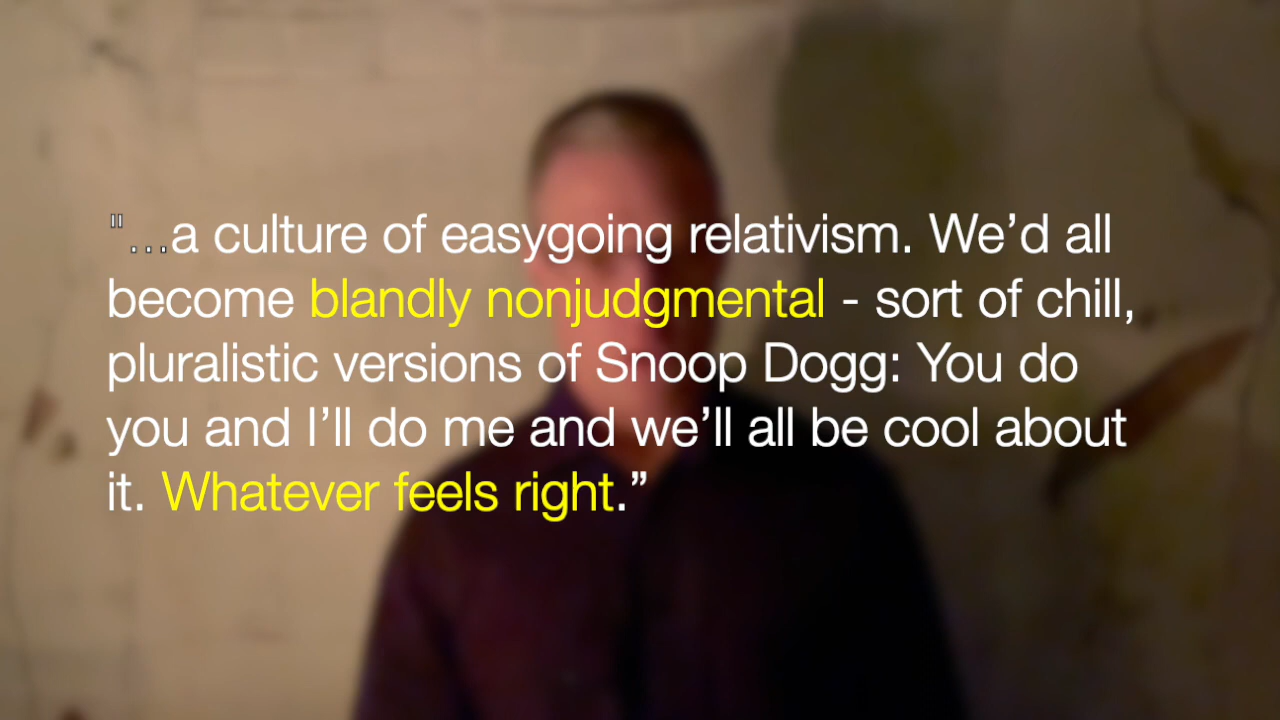 "…a culture of easygoing relativism. We’d all
become blandly nonjudgmental - sort of chill,
pluralistic versions of Snoop Dogg: You do
you and I’ll do me and we’ll all be cool about
it. Whatever feels right.”